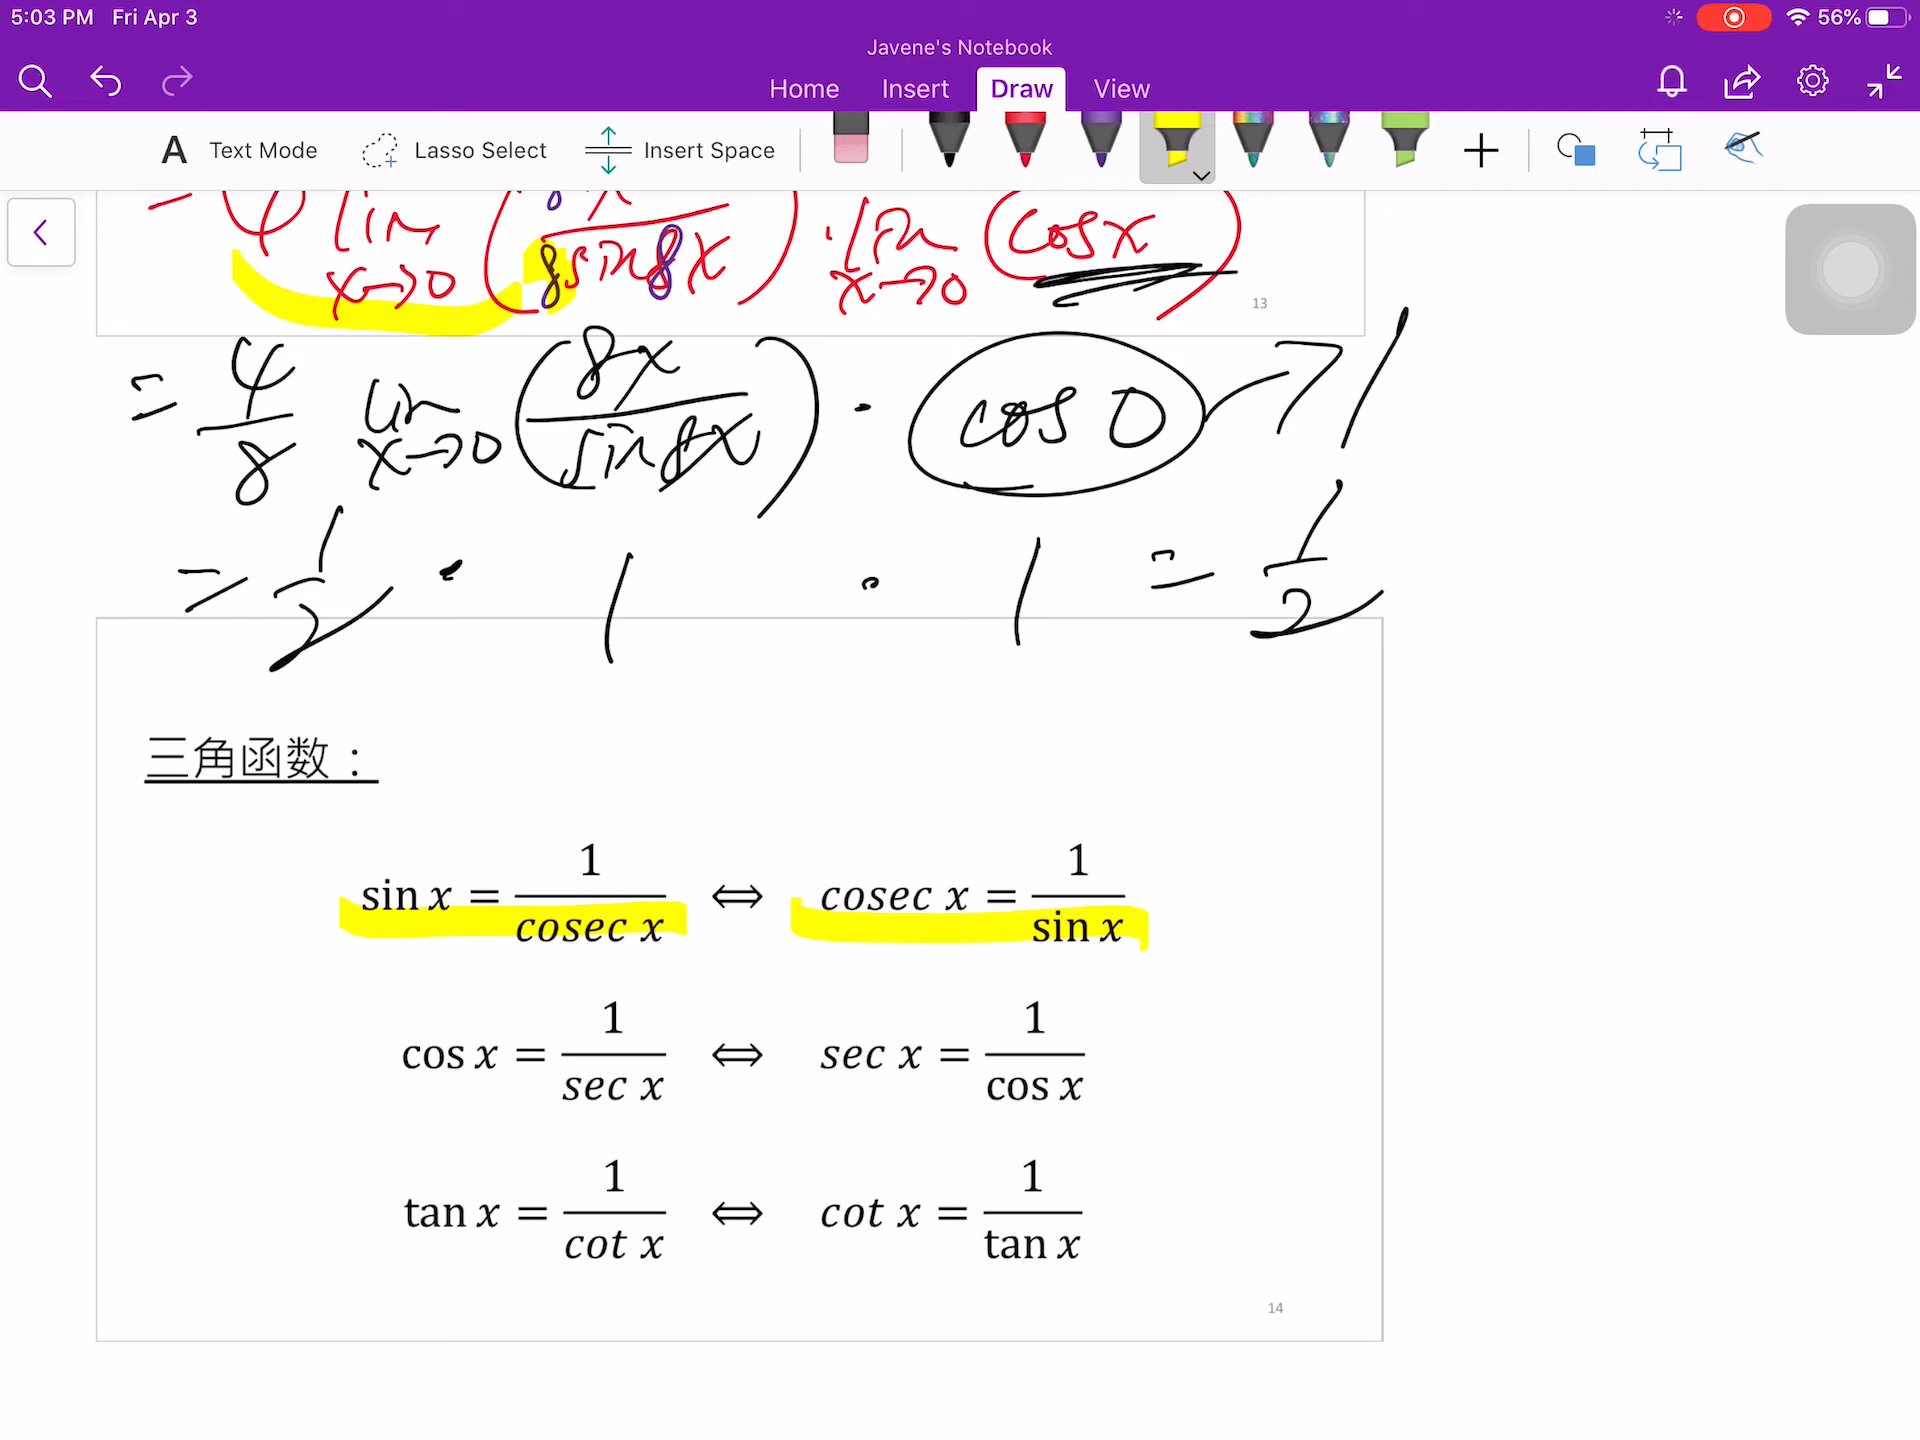 5:03 PM Fri Apr 3
56%
Javene's Notebook
Home Insert Draw View
A Text Mode Lasso Select Insert Space
= 4 lim x→0 (8x / 8sin8x) · lim x→0 (cos x)
13
= 4/8 lim x→0 (8x / sin 8x) · cos 0 → 1
= 1/2 · 1 · 1 = 1/2
三角函数：
sin x = 1 / cosec x ⇔ cosec x = 1 / sin x
cos x = 1 / sec x ⇔ sec x = 1 / cos x
tan x = 1 / cot x ⇔ cot x = 1 / tan x
14